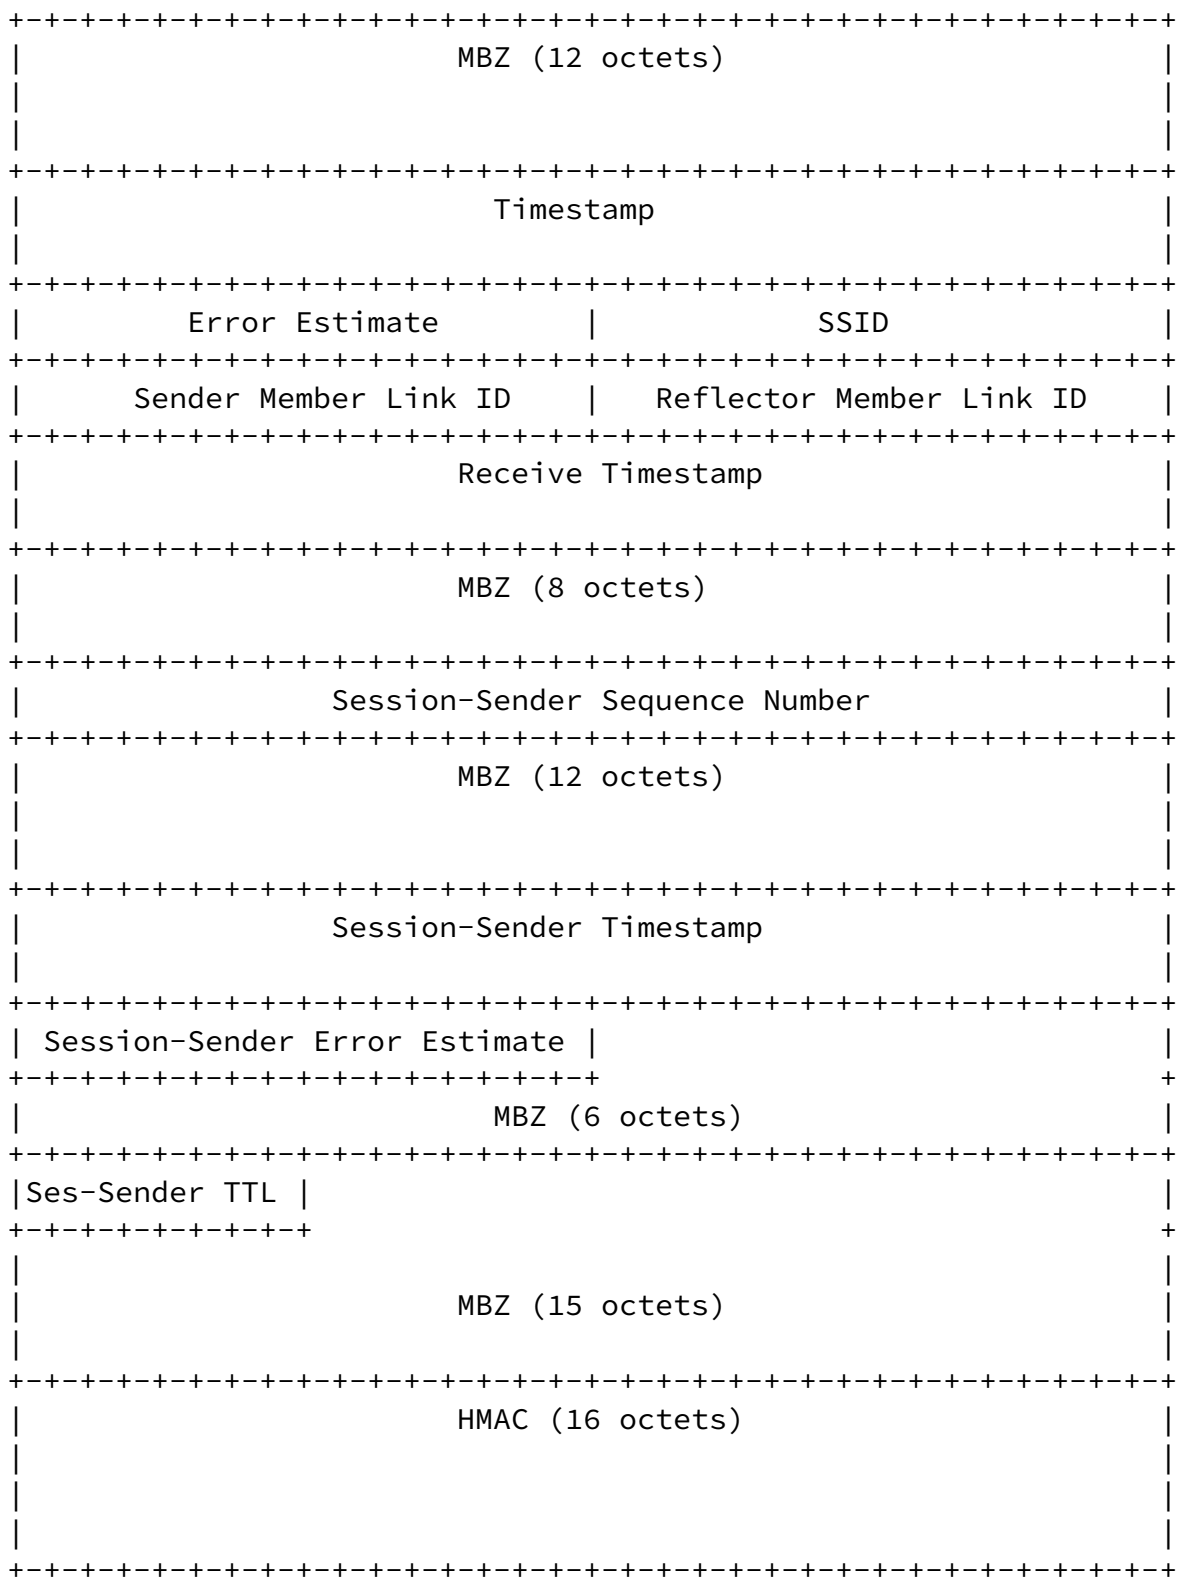 +-+-+-+-+-+-+-+-+-+-+-+-+-+-+-+-+-+-+-+-+-+-+-+-+-+-+-+-+-+-+-+-+
|                        MBZ (12 octets)                        |
|                                                               |
|                                                               |
+-+-+-+-+-+-+-+-+-+-+-+-+-+-+-+-+-+-+-+-+-+-+-+-+-+-+-+-+-+-+-+-+
|                          Timestamp                            |
|                                                               |
+-+-+-+-+-+-+-+-+-+-+-+-+-+-+-+-+-+-+-+-+-+-+-+-+-+-+-+-+-+-+-+-+
|         Error Estimate        |            SSID               |
+-+-+-+-+-+-+-+-+-+-+-+-+-+-+-+-+-+-+-+-+-+-+-+-+-+-+-+-+-+-+-+-+
|      Sender Member Link ID    |   Reflector Member Link ID    |
+-+-+-+-+-+-+-+-+-+-+-+-+-+-+-+-+-+-+-+-+-+-+-+-+-+-+-+-+-+-+-+-+
|                        Receive Timestamp                      |
|                                                               |
+-+-+-+-+-+-+-+-+-+-+-+-+-+-+-+-+-+-+-+-+-+-+-+-+-+-+-+-+-+-+-+-+
|                        MBZ (8 octets)                         |
|                                                               |
+-+-+-+-+-+-+-+-+-+-+-+-+-+-+-+-+-+-+-+-+-+-+-+-+-+-+-+-+-+-+-+-+
|                 Session-Sender Sequence Number                |
+-+-+-+-+-+-+-+-+-+-+-+-+-+-+-+-+-+-+-+-+-+-+-+-+-+-+-+-+-+-+-+-+
|                        MBZ (12 octets)                        |
|                                                               |
|                                                               |
+-+-+-+-+-+-+-+-+-+-+-+-+-+-+-+-+-+-+-+-+-+-+-+-+-+-+-+-+-+-+-+-+
|                 Session-Sender Timestamp                      |
|                                                               |
+-+-+-+-+-+-+-+-+-+-+-+-+-+-+-+-+-+-+-+-+-+-+-+-+-+-+-+-+-+-+-+-+
| Session-Sender Error Estimate |                               |
+-+-+-+-+-+-+-+-+-+-+-+-+-+-+-+-+                               +
|                          MBZ (6 octets)                       |
+-+-+-+-+-+-+-+-+-+-+-+-+-+-+-+-+-+-+-+-+-+-+-+-+-+-+-+-+-+-+-+-+
|Ses-Sender TTL |                                               |
+-+-+-+-+-+-+-+-+                                               +
|                                                               |
|                        MBZ (15 octets)                        |
|                                                               |
+-+-+-+-+-+-+-+-+-+-+-+-+-+-+-+-+-+-+-+-+-+-+-+-+-+-+-+-+-+-+-+-+
|                        HMAC (16 octets)                       |
|                                                               |
|                                                               |
|                                                               |
+-+-+-+-+-+-+-+-+-+-+-+-+-+-+-+-+-+-+-+-+-+-+-+-+-+-+-+-+-+-+-+-+